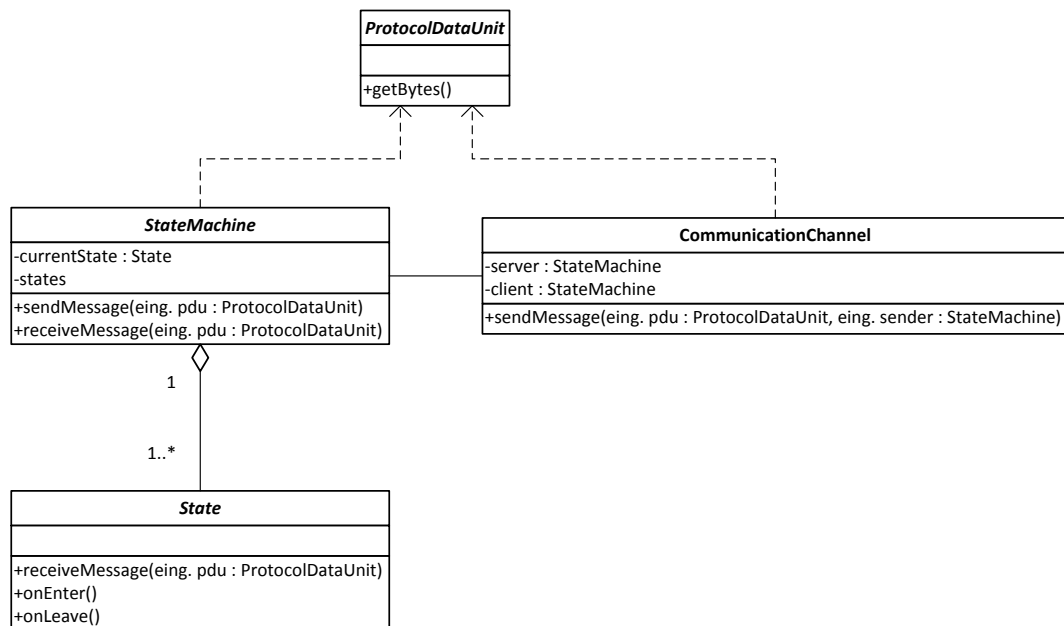 ProtocolDataUnit
+getBytes()
StateMachine
-currentState : State
-states
+sendMessage(eing. pdu : ProtocolDataUnit)
+receiveMessage(eing. pdu : ProtocolDataUnit)
CommunicationChannel
-server : StateMachine
-client : StateMachine
+sendMessage(eing. pdu : ProtocolDataUnit, eing. sender : StateMachine)
1
1..*
State
+receiveMessage(eing. pdu : ProtocolDataUnit)
+onEnter()
+onLeave()